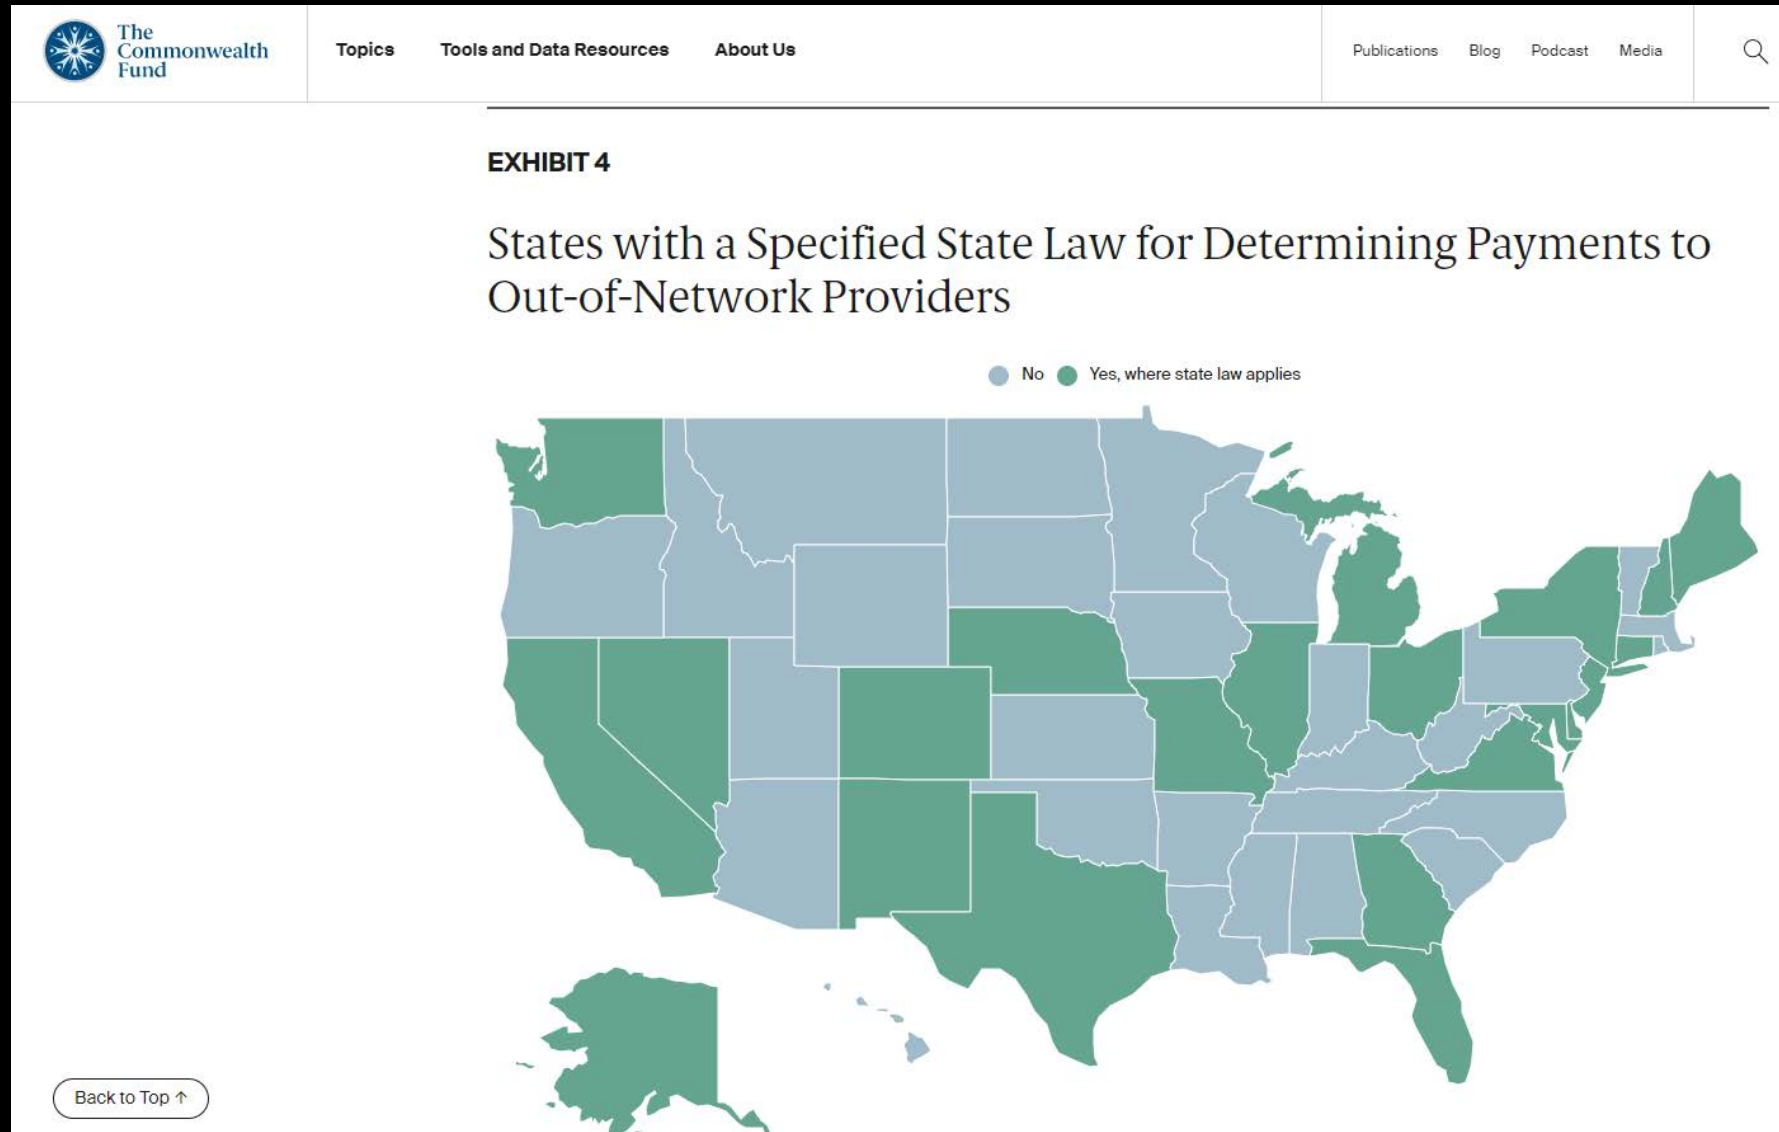 The
Commonwealth
Fund
Topics
Tools and Data Resources
About Us
Publications
Blog
Podcast
Media
EXHIBIT 4
States with a Specified State Law for Determining Payments to
Out-of-Network Providers
No
Yes, where state law applies
Back to Top ↑